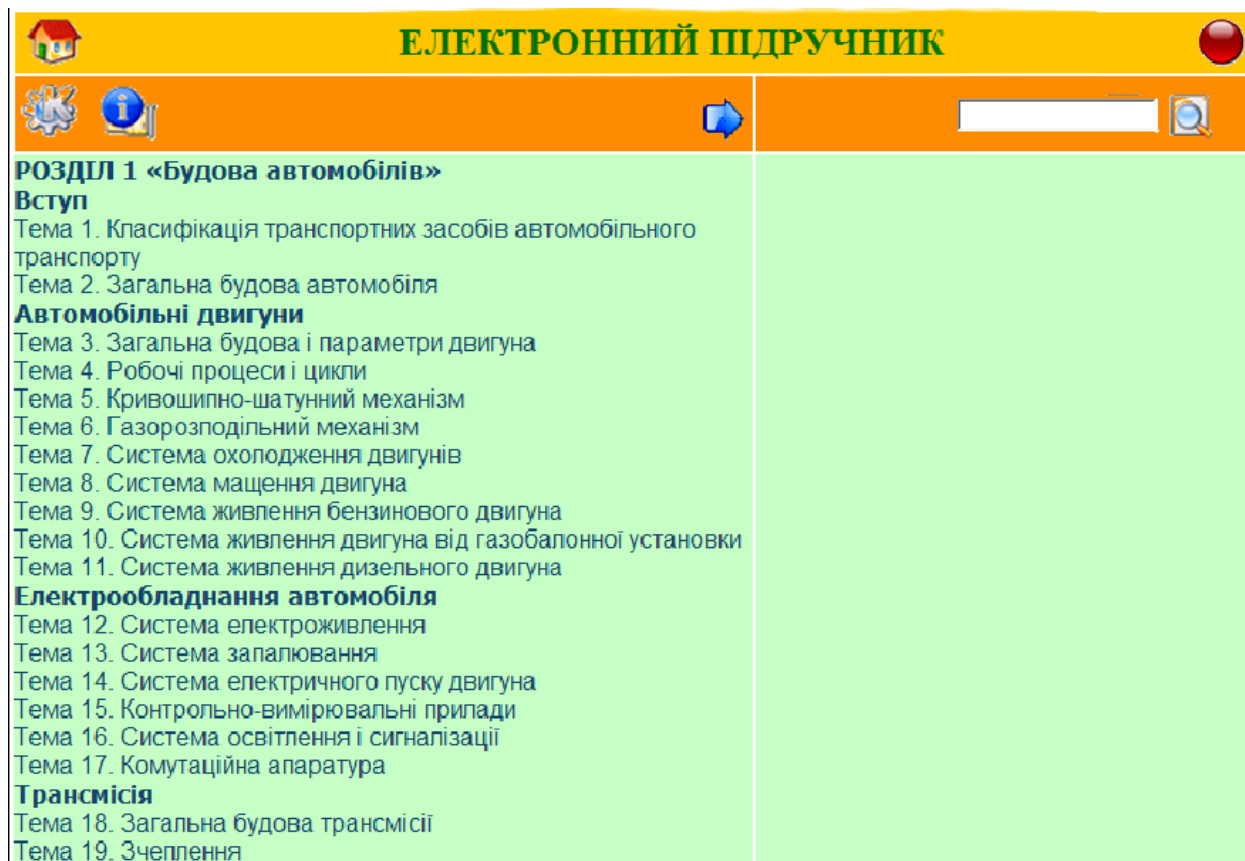 ЕЛЕКТРОННИЙ ПІДРУЧНИК
РОЗДІЛ 1 «Будова автомобілів»
Вступ
Тема 1. Класифікація транспортних засобів автомобільного
транспорту
Тема 2. Загальна будова автомобіля
Автомобільні двигуни
Тема 3. Загальна будова і параметри двигуна
Тема 4. Робочі процеси і цикли
Тема 5. Кривошипно-шатунний механізм
Тема 6. Газорозподільний механізм
Тема 7. Система охолодження двигунів
Тема 8. Система мащення двигуна
Тема 9. Система живлення бензинового двигуна
Тема 10. Система живлення двигуна від газобалонної установки
Тема 11. Система живлення дизельного двигуна
Електрообладнання автомобіля
Тема 12. Система електроживлення
Тема 13. Система запалювання
Тема 14. Система електричного пуску двигуна
Тема 15. Контрольно-вимірювальні прилади
Тема 16. Система освітлення і сигналізації
Тема 17. Комутаційна апаратура
Трансмісія
Тема 18. Загальна будова трансмісії
Тема 19. Зчеплення